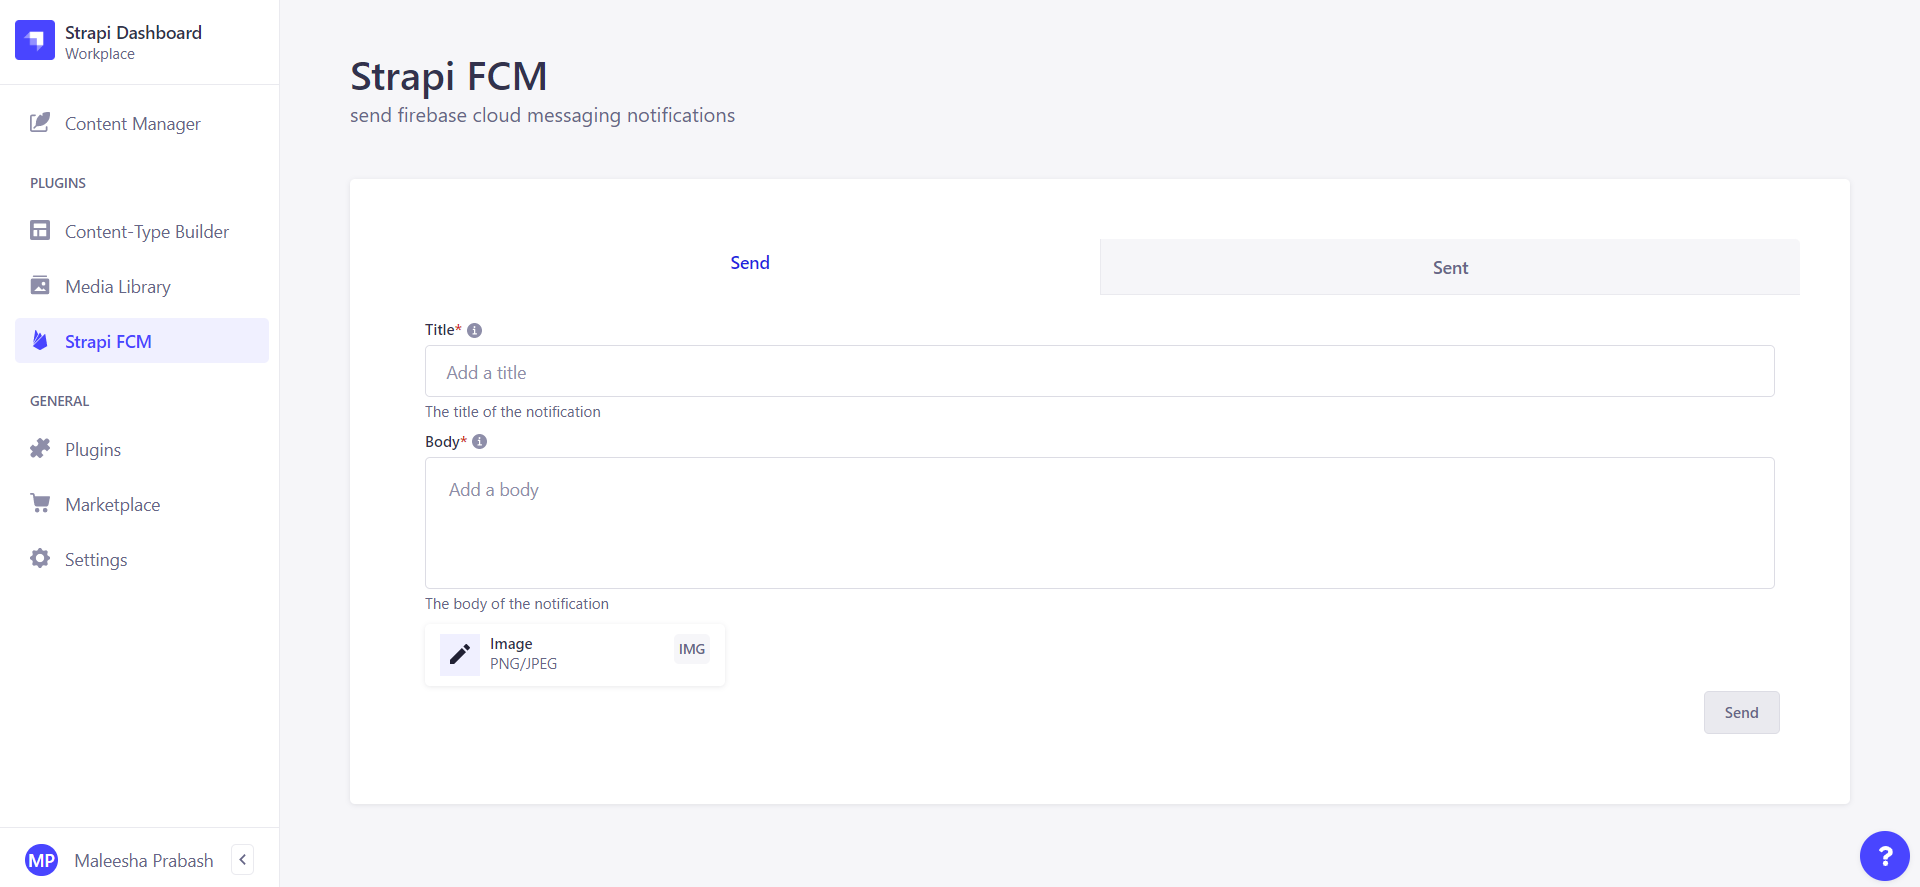 Strapi Dashboard
Workplace
Content Manager
PLUGINS
Content-Type Builder
Media Library
Strapi FCM
GENERAL
Plugins
Marketplace
Settings
MP
Maleesha Prabash
Strapi FCM
send firebase cloud messaging notifications
Send
Sent
Title*
Add a title
The title of the notification
Body*
Add a body
The body of the notification
Image
PNG/JPEG
IMG
Send
?